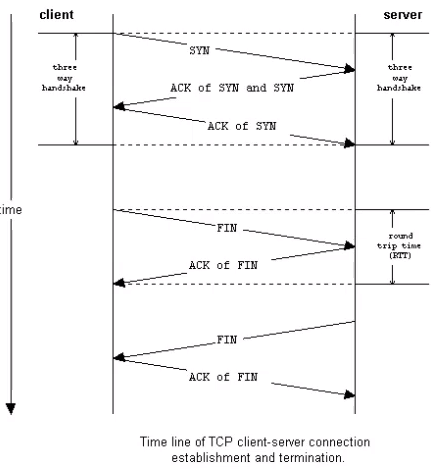 client
server
SYN
three
way
handshake
three
way
handshake
ACK of SYN and SYN
ACK of SYN
time
FIN
round
trip time
(RTT)
ACK of FIN
FIN
ACK of FIN
Time line of TCP client-server connection
establishment and termination.